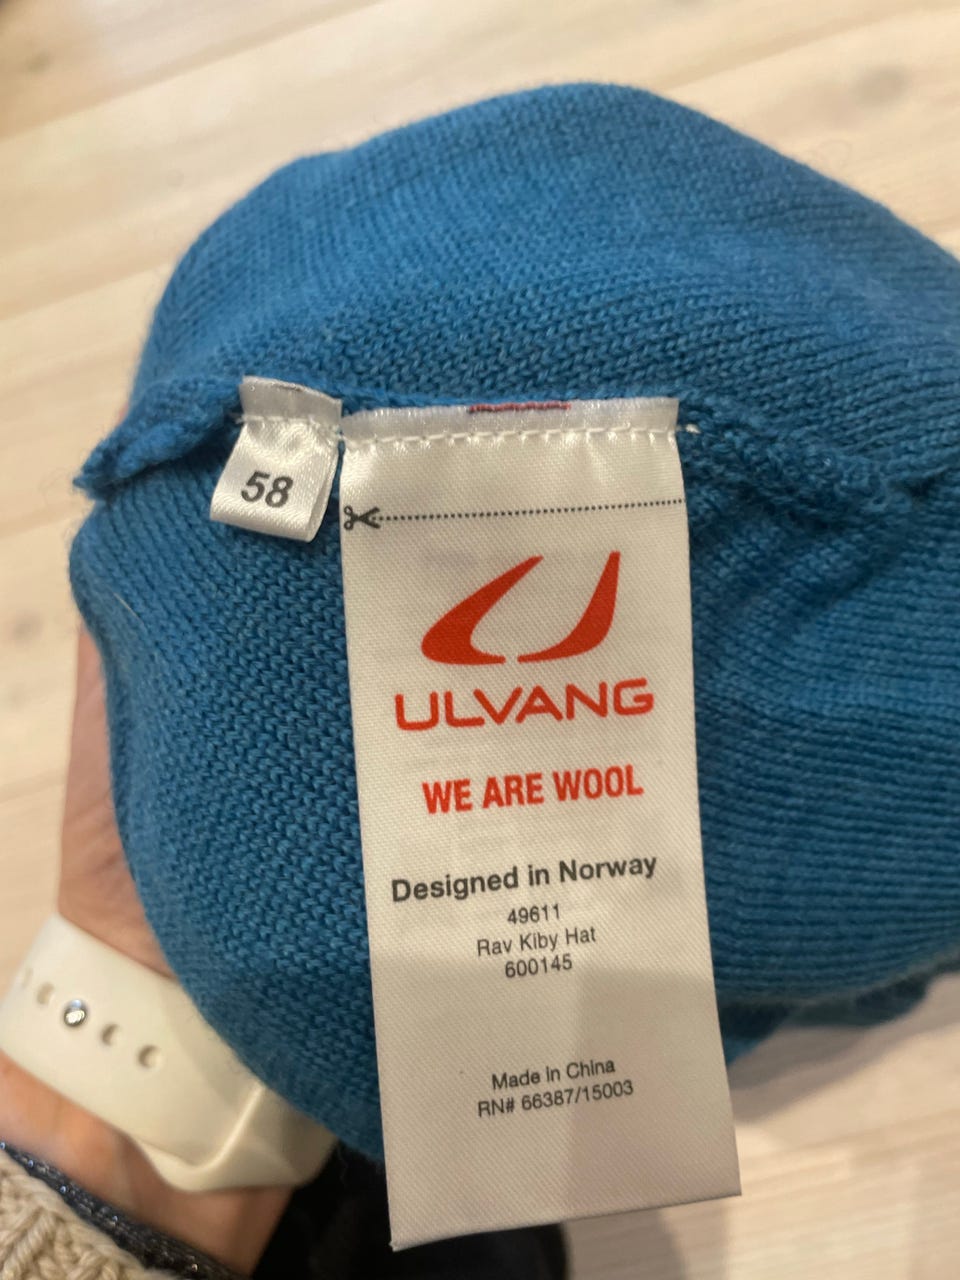 58
ULVANG
WE ARE WOOL
Designed in Norway
49611
Rav Kiby Hat
600145
Made in China
RN# 66387/15003